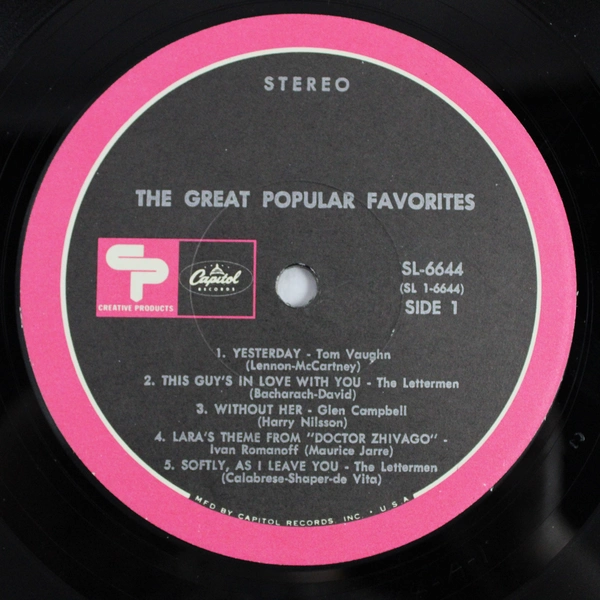 STEREO
THE GREAT POPULAR FAVORITES
CREATIVE PRODUCTS
Capitol
RECORDS
SL-6644
(SL 1-6644)
SIDE 1
1. YESTERDAY - Tom Vaughn
(Lennon-McCartney)
2. THIS GUY'S IN LOVE WITH YOU - The Lettermen
(Bacharach-David)
3. WITHOUT HER - Glen Campbell
(Harry Nilsson)
4. LARA'S THEME FROM "DOCTOR ZHIVAGO" -
Ivan Romanoff (Maurice Jarre)
5. SOFTLY, AS I LEAVE YOU - The Lettermen
(Calabrese-Shaper-de Vita)
MFD BY CAPITOL RECORDS, INC. • U.S.A.